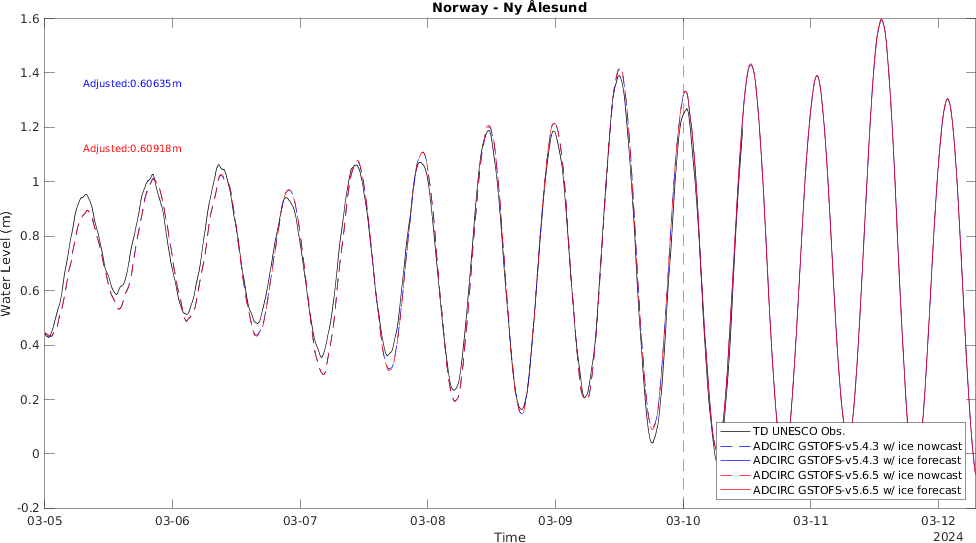 Norway - Ny Ålesund
1.6
1.4
1.2
1
0.8
0.6
0.4
0.2
0
-0.2
Water Level (m)
Adjusted:0.60635m
Adjusted:0.60918m
TD UNESCO Obs.
ADCIRC GSTOFS-v5.4.3 w/ ice nowcast
ADCIRC GSTOFS-v5.4.3 w/ ice forecast
ADCIRC GSTOFS-v5.6.5 w/ ice nowcast
ADCIRC GSTOFS-v5.6.5 w/ ice forecast
03-05 03-06 03-07 03-08 03-09 03-10 03-11 03-12
Time
2024